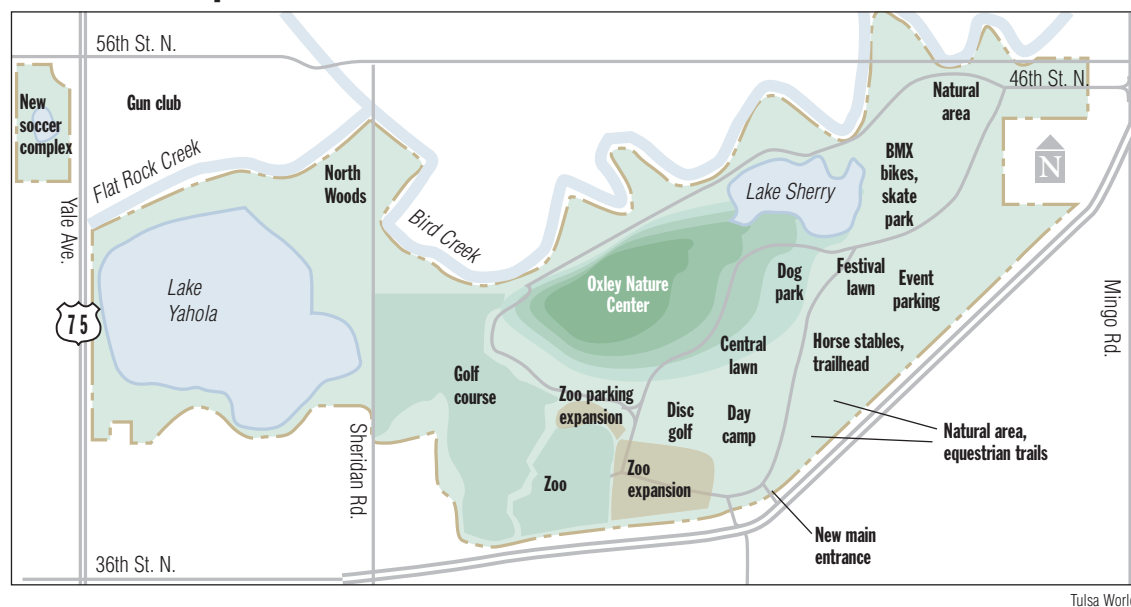 56th St. N.
46th St. N.
New
soccer
complex
Gun club
Natural
area
N
Flat Rock Creek
North
Woods
BMX
bikes,
skate
park
Lake Sherry
Yale Ave.
Bird Creek
Lake
Yahola
75
Oxley Nature
Center
Dog
park
Festival
lawn
Event
parking
Mingo Rd.
Central
lawn
Horse stables,
trailhead
Golf
course
Zoo parking
expansion
Disc
golf
Day
camp
Natural area,
equestrian trails
Sheridan Rd.
Zoo
Zoo
expansion
New main
entrance
36th St. N.